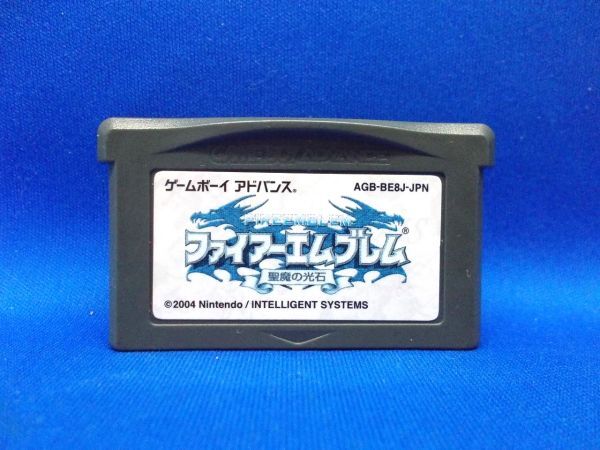 GAME BOY ADVANCE
ゲームボーイ アドバンス®
AGB-BE8J-JPN
FIRE EMBLEM
ファイアーエムブレム®
聖魔の光石
©2004 Nintendo / INTELLIGENT SYSTEMS